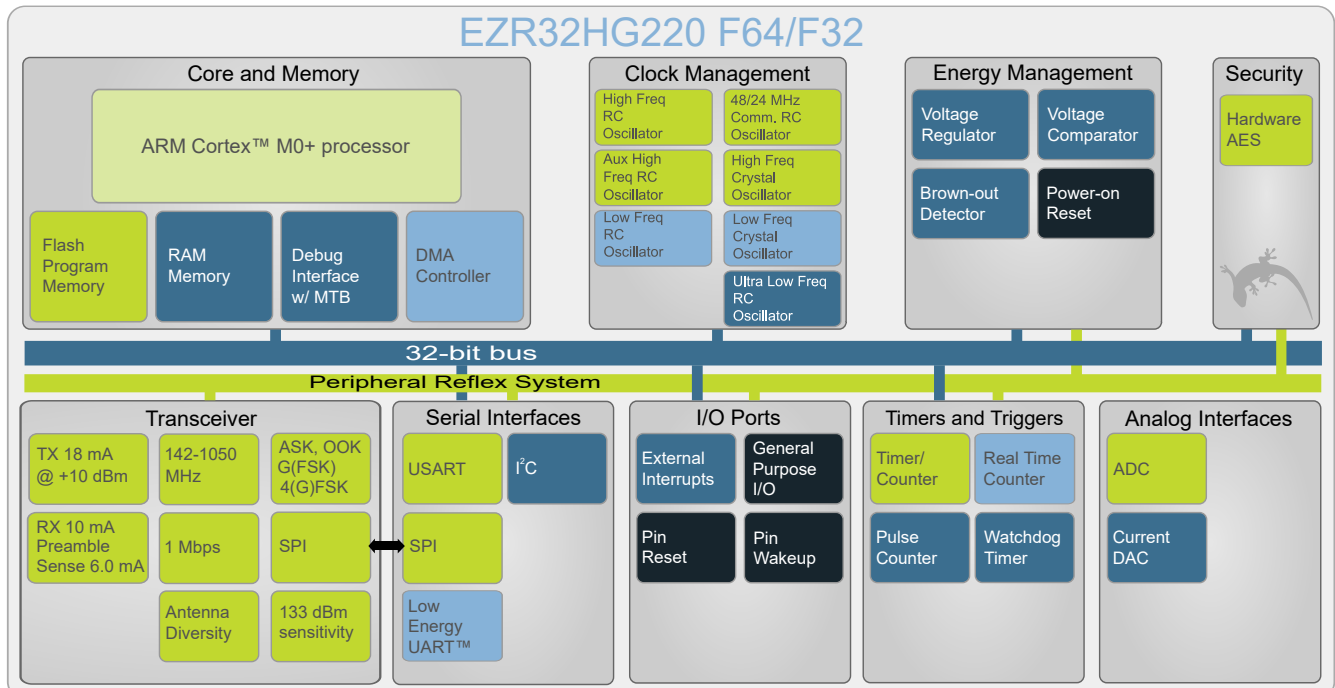 EZR32HG220 F64/F32
Core and Memory
ARM Cortex™ M0+ processor
Flash
Program
Memory
RAM
Memory
Debug
Interface
w/ MTB
DMA
Controller
Clock Management
High Freq
RC
Oscillator
48/24 MHz
Comm. RC
Oscillator
Aux High
Freq RC
Oscillator
High Freq
Crystal
Oscillator
Low Freq
RC
Oscillator
Low Freq
Crystal
Oscillator
Ultra Low Freq
RC
Oscillator
Energy Management
Voltage
Regulator
Voltage
Comparator
Brown-out
Detector
Power-on
Reset
Security
Hardware
AES
32-bit bus
Peripheral Reflex System
Transceiver
TX 18 mA
@ +10 dBm
142-1050
MHz
ASK, OOK
G(FSK)
4(G)FSK
RX 10 mA
Preamble
Sense 6.0 mA
1 Mbps
SPI
Antenna
Diversity
133 dBm
sensitivity
Serial Interfaces
USART
I²C
SPI
Low
Energy
UART™
I/O Ports
External
Interrupts
General
Purpose
I/O
Pin
Reset
Pin
Wakeup
Timers and Triggers
Timer/
Counter
Real Time
Counter
Pulse
Counter
Watchdog
Timer
Analog Interfaces
ADC
Current
DAC